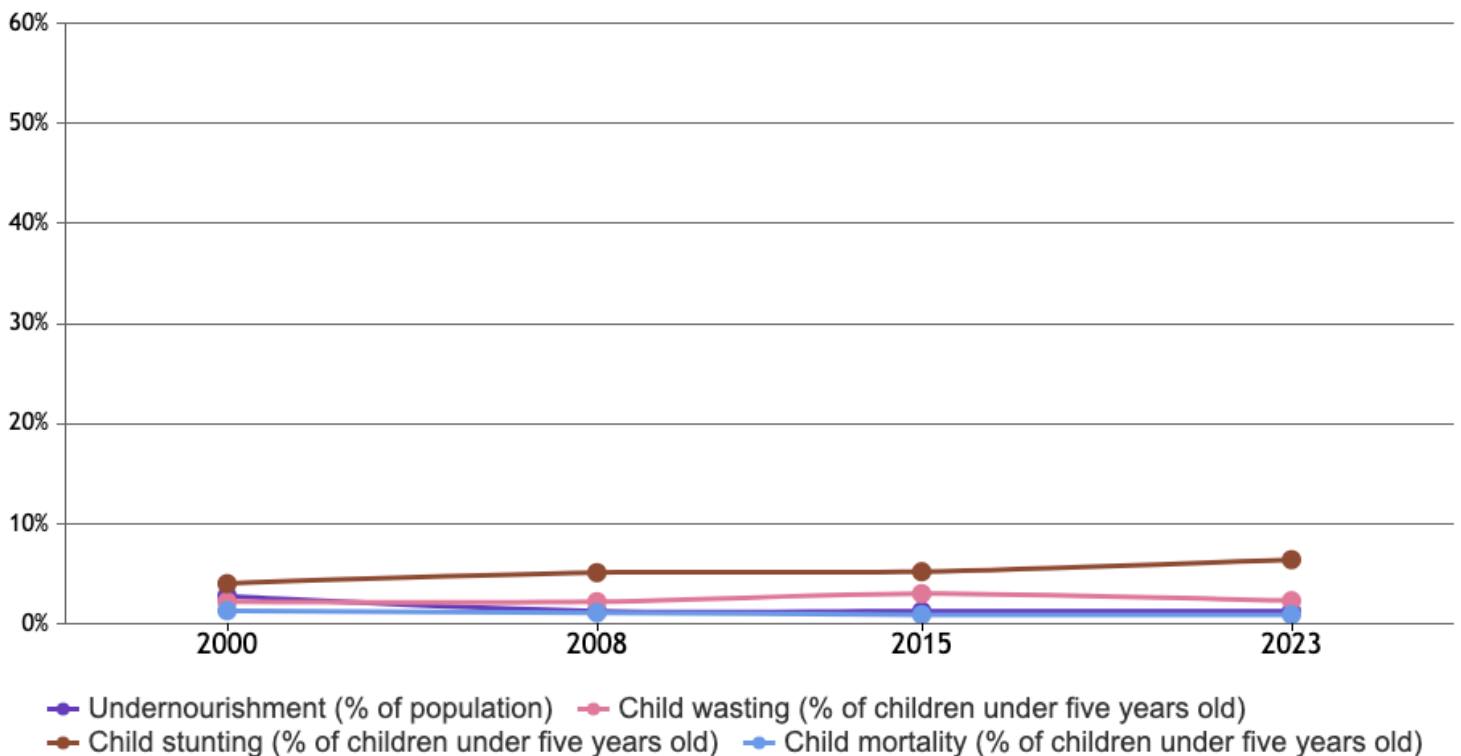 60%
50%
40%
30%
20%
10%
0%
2000 2008 2015 2023
Undernourishment (% of population) Child wasting (% of children under five years old)
Child stunting (% of children under five years old) Child mortality (% of children under five years old)